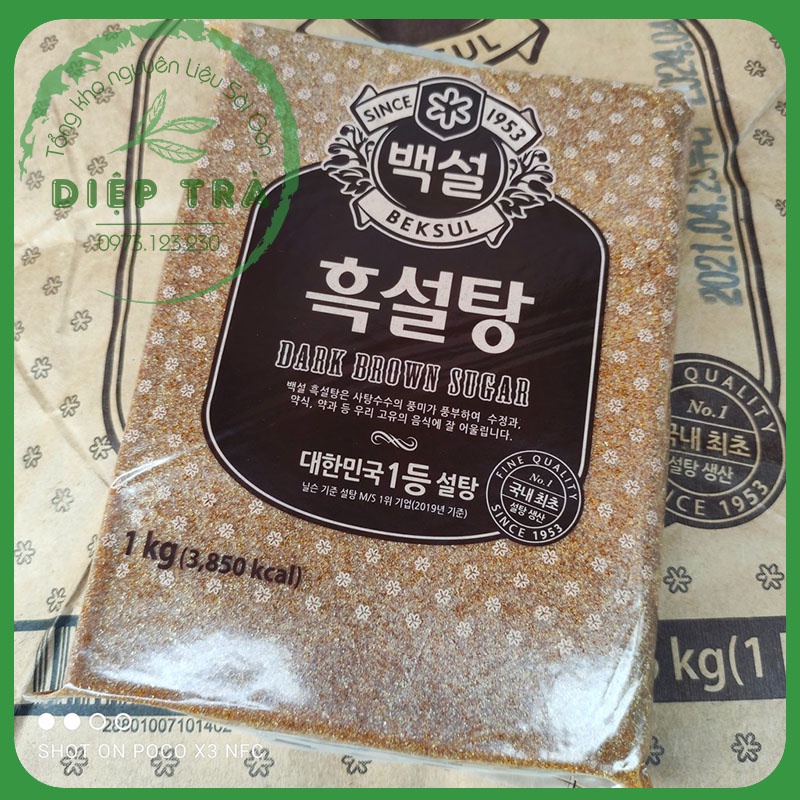 Tổng kho nguyên Liệu Sài Gòn
DIỆP TRÀ
0973.123.230
SINCE 1953
백설
BEKSUL
흑설탕
DARK BROWN SUGAR
백설 흑설탕은 사탕수수의 풍미가 풍부하여 수정과,
약식, 약과 등 우리 고유의 음식에 잘 어울립니다.
대한민국1등 설탕
닐슨 기준 설탕 M/S 1위 기업(2019년 기준)
FINE QUALITY
No.1
국내 최초
설탕 생산
SINCE 1953
1 kg(3,850 kcal)
2021.04.23
2024.04
QUALITY
No.1
국내 최초
설탕 생산
SINCE 1953
kg(1
SHOT ON POCO X3 NFC